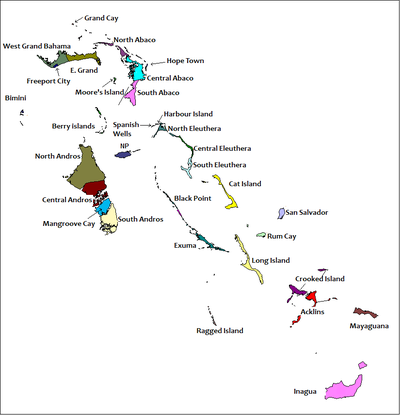 Grand Cay
North Abaco
West Grand Bahama
Hope Town
E. Grand
Freeport City
Central Abaco
Moore's Island
South Abaco
Bimini
Harbour Island
Berry islands
Spanish
Wells
North Eleuthera
NP
Central Eleuthera
North Andros
South Eleuthera
Cat Island
Central Andros
Black Point
San Salvador
Mangroove Cay
South Andros
Rum Cay
Exuma
Long Island
Crooked Island
Acklins
Ragged Island
Mayaguana
Inagua